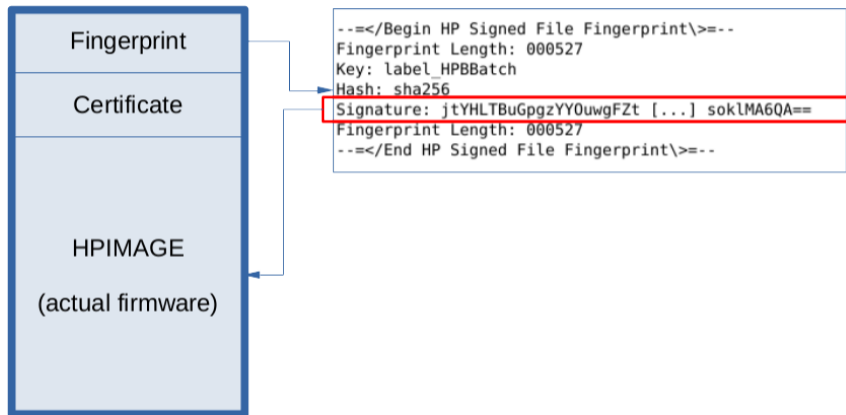 Fingerprint
Certificate
HPIMAGE
(actual firmware)
--=</Begin HP Signed File Fingerprint\>=--
Fingerprint Length: 000527
Key: label_HPBBatch
Hash: sha256
Signature: jtYHLTBuGpgzYYOuwgFZt [...] soklMA6QA==
Fingerprint Length: 000527
--=</End HP Signed File Fingerprint\>=--